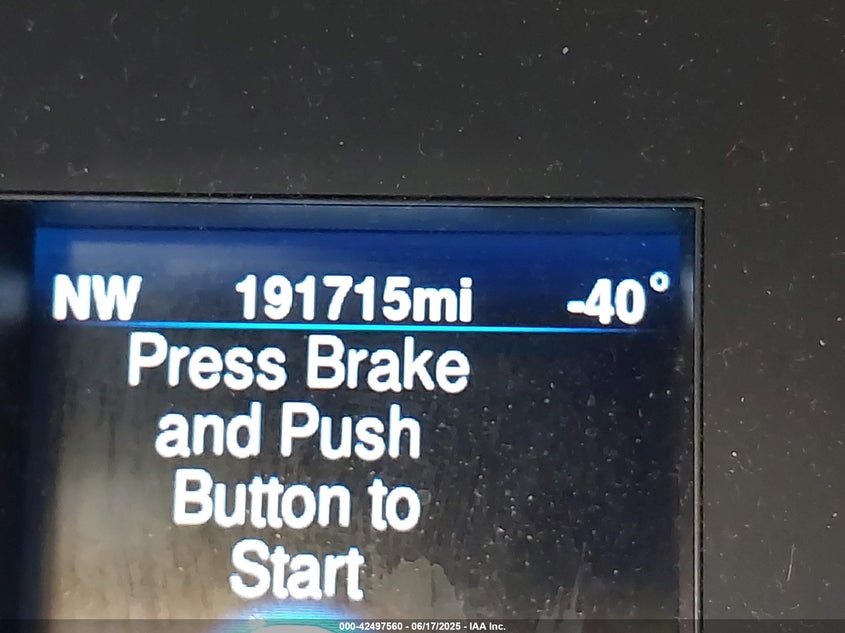 NW 191715mi -40°
Press Brake
and Push
Button to
Start
000-42497560 - 06/17/2025 - IAA Inc.